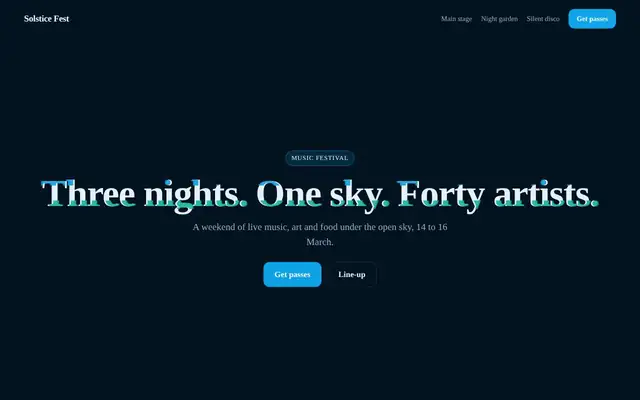 Solstice Fest
Main stage
Night garden
Silent disco
Get passes
MUSIC FESTIVAL
Three nights. One sky. Forty artists.
A weekend of live music, art and food under the open sky, 14 to 16
March.
Get passes
Line-up